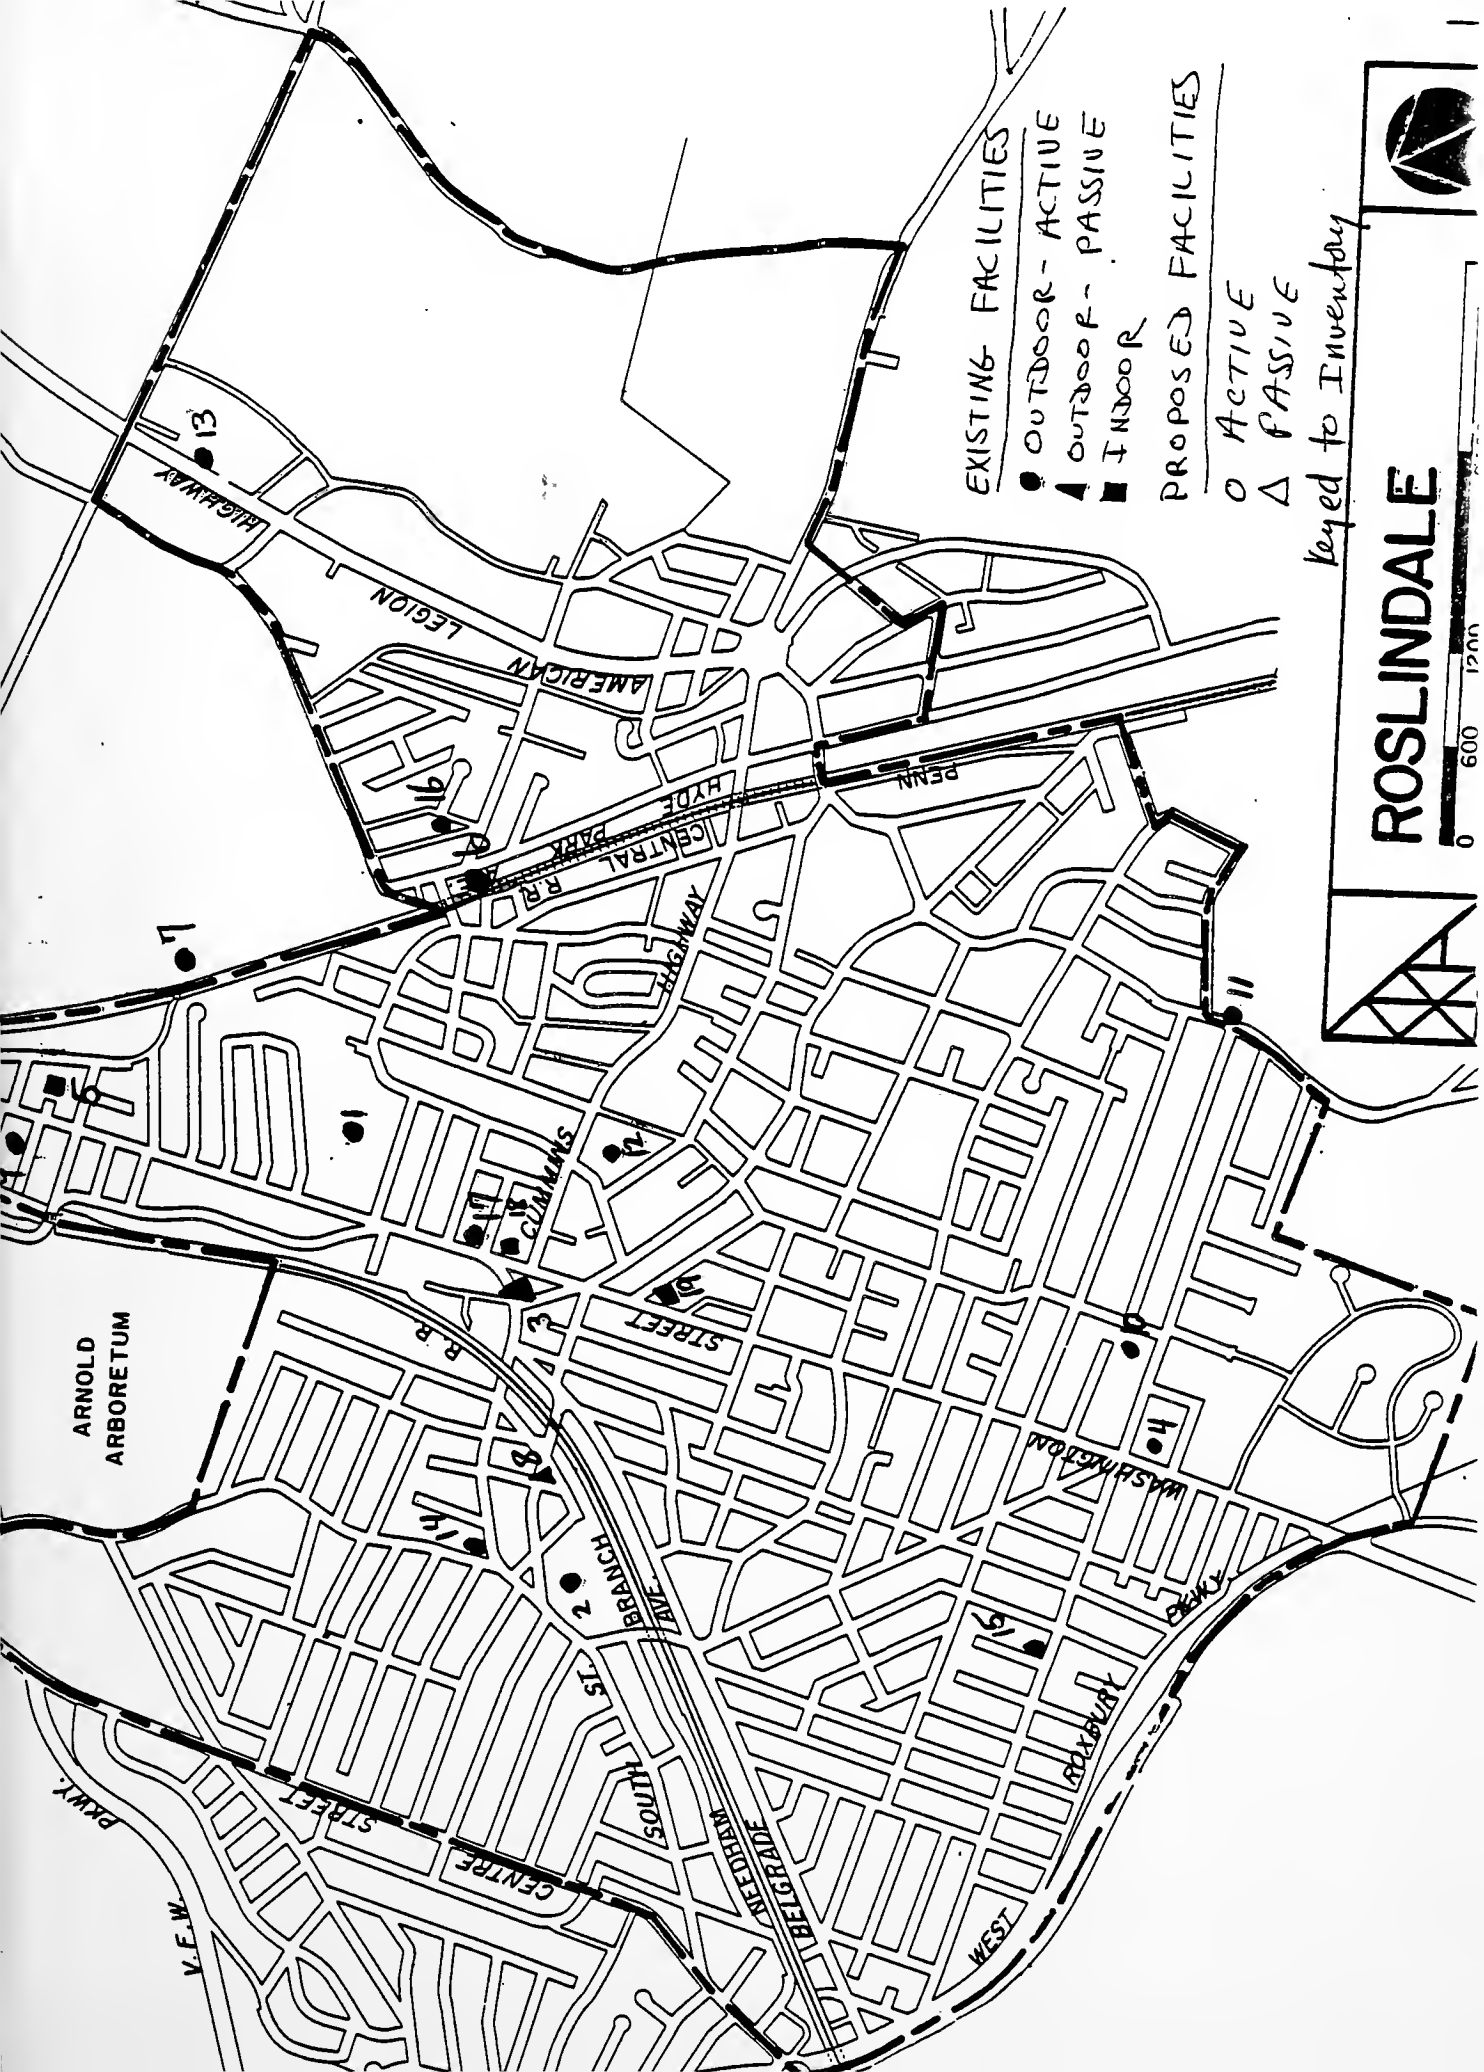 EXISTING FACILITIES
OUTDOOR - ACTIVE
OUTDOOR - PASSIVE
INDOOR
PROPOSED FACILITIES
ACTIVE
PASSIVE
Keyed to Inventory
ROSLINDALE
0 600 1200
ARNOLD
ARBORETUM
AMERICAN LEGION HIGHWAY
HYDE PARK AVE.
PENN CENTRAL R.R.
CUMMINS HIGHWAY
WASHINGTON STREET
NEEDHAM BRANCH R.R.
BELGRADE AVE.
SOUTH ST.
CENTRE STREET
V.F.W. PKWY.
WEST ROXBURY PKWY
1
2
3
4
7
8
10
11
12
13
14
15
16
17
18
19